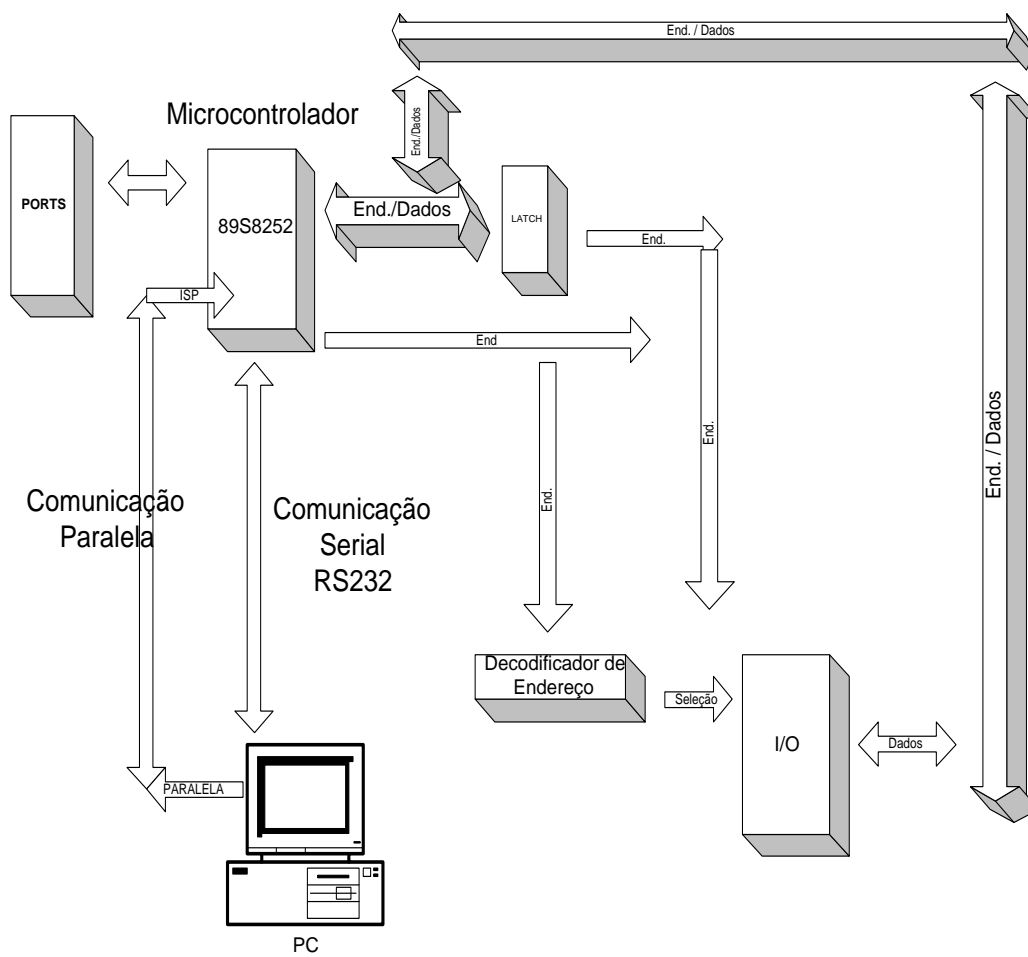 End. / Dados
End./Dados
Microcontrolador
PORTS
89S8252
End./Dados
LATCH
End.
ISP
End
End.
End.
End. / Dados
Comunicação
Paralela
Comunicação
Serial
RS232
Decodificador de
Endereço
Seleção
I/O
Dados
PARALELA
PC